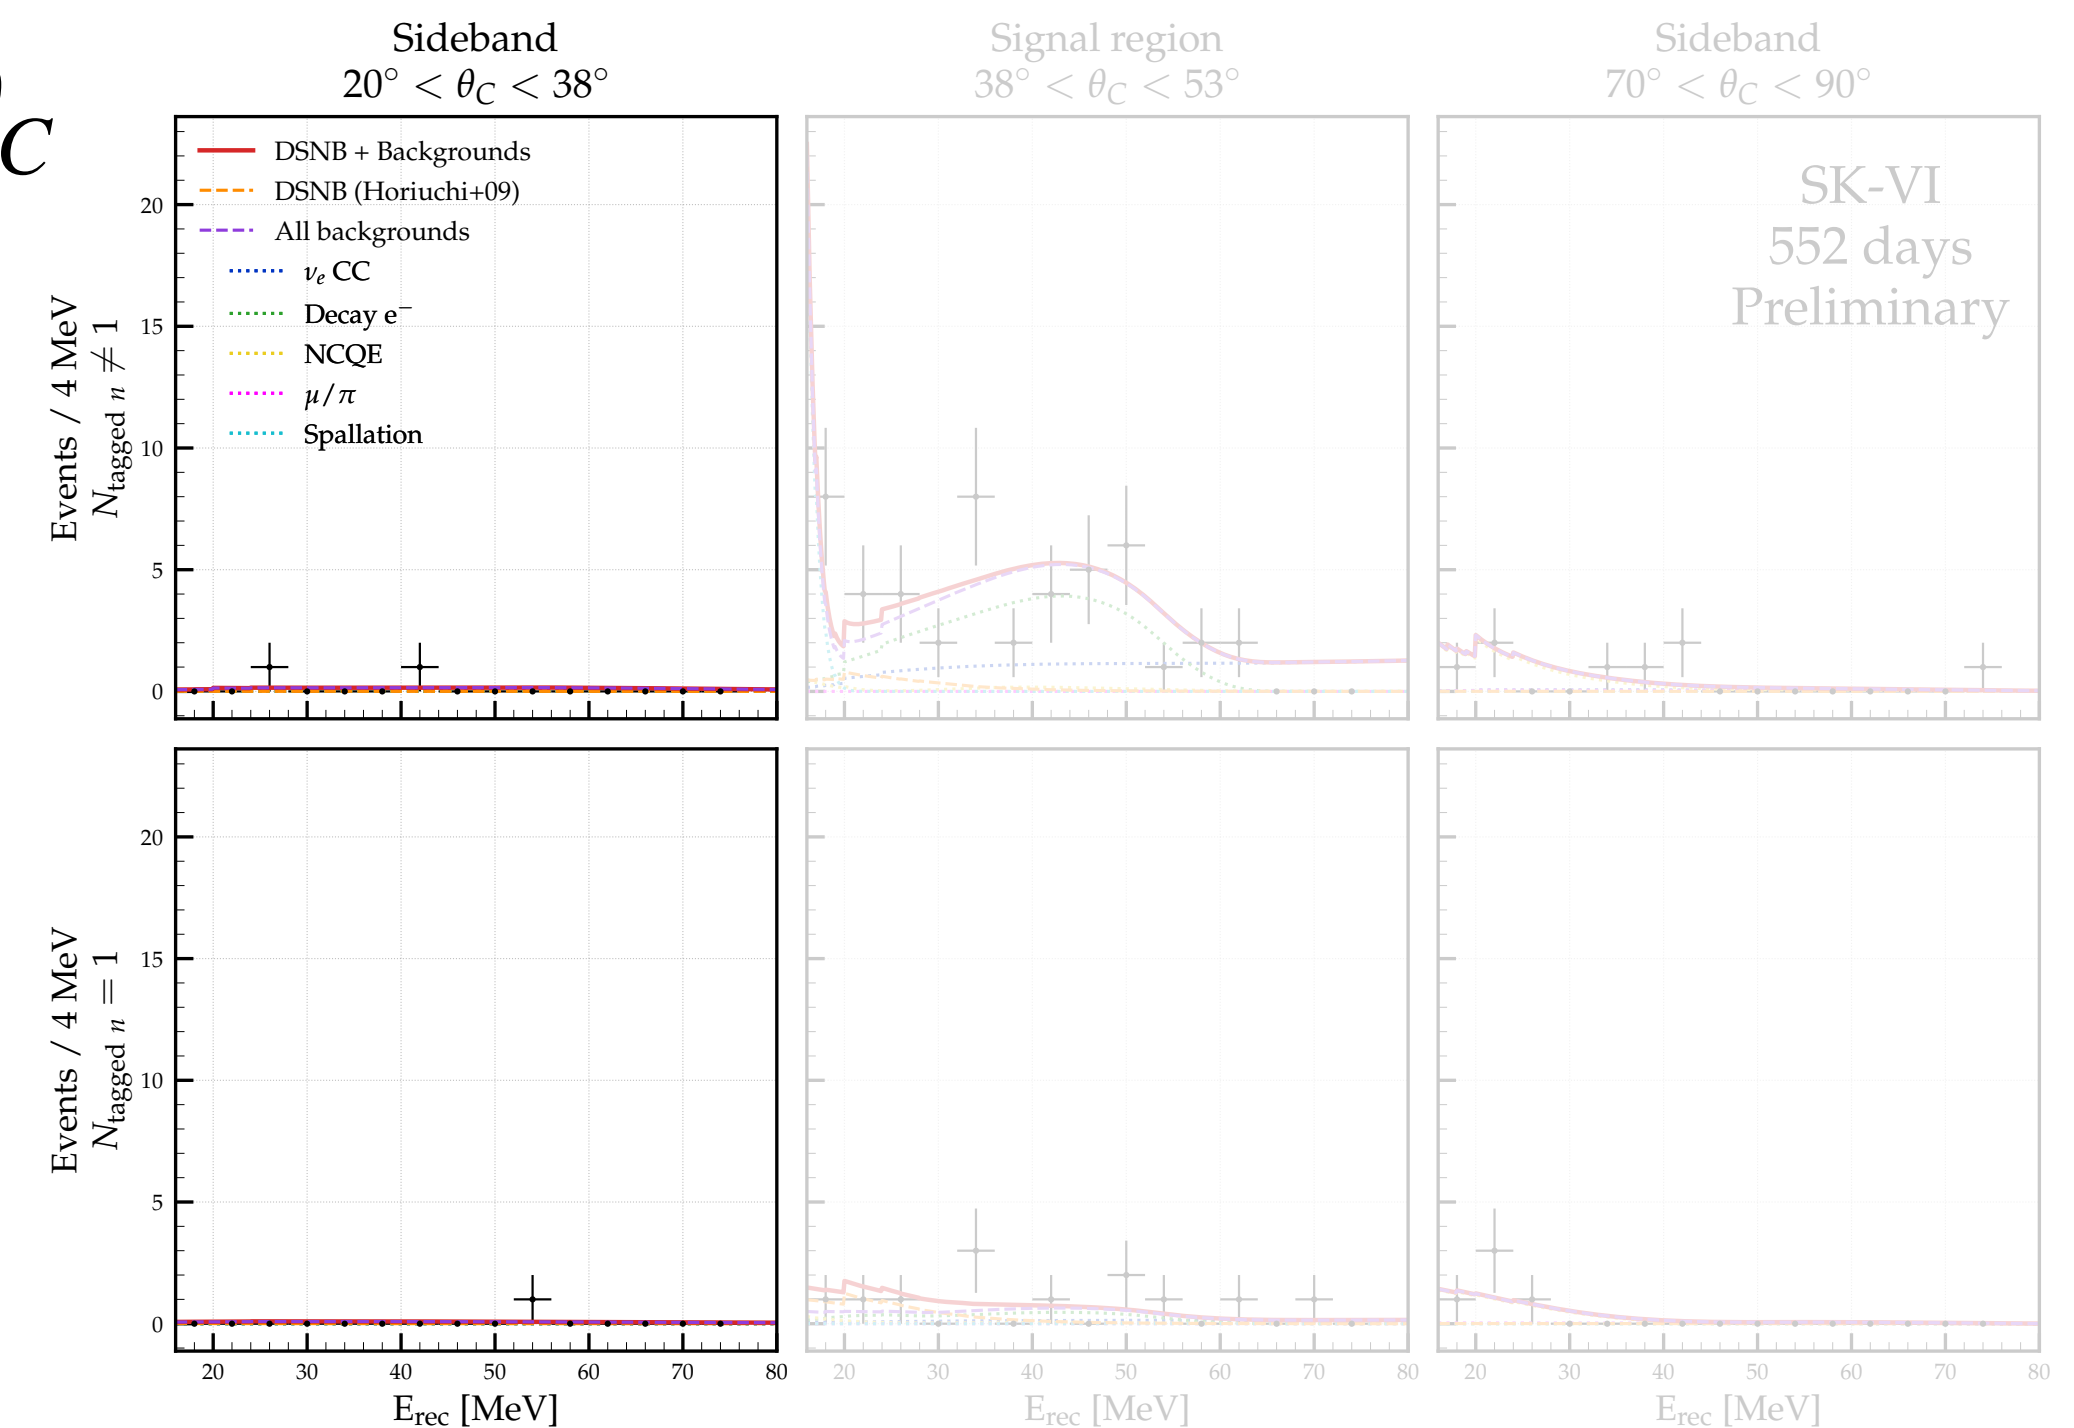 Sideband
20° < θ_C < 38°
Signal region
38° < θ_C < 53°
Sideband
70° < θ_C < 90°
C
DSNB + Backgrounds
DSNB (Horiuchi+09)
All backgrounds
ν_e CC
Decay e⁻
NCQE
μ/π
Spallation
SK-VI
552 days
Preliminary
Events / 4 MeV
N_tagged n ≠ 1
20
15
10
5
0
Events / 4 MeV
N_tagged n = 1
20
15
10
5
0
20 30 40 50 60 70 80
20 30 40 50 60 70 80
20 30 40 50 60 70 80
E_rec [MeV]
E_rec [MeV]
E_rec [MeV]